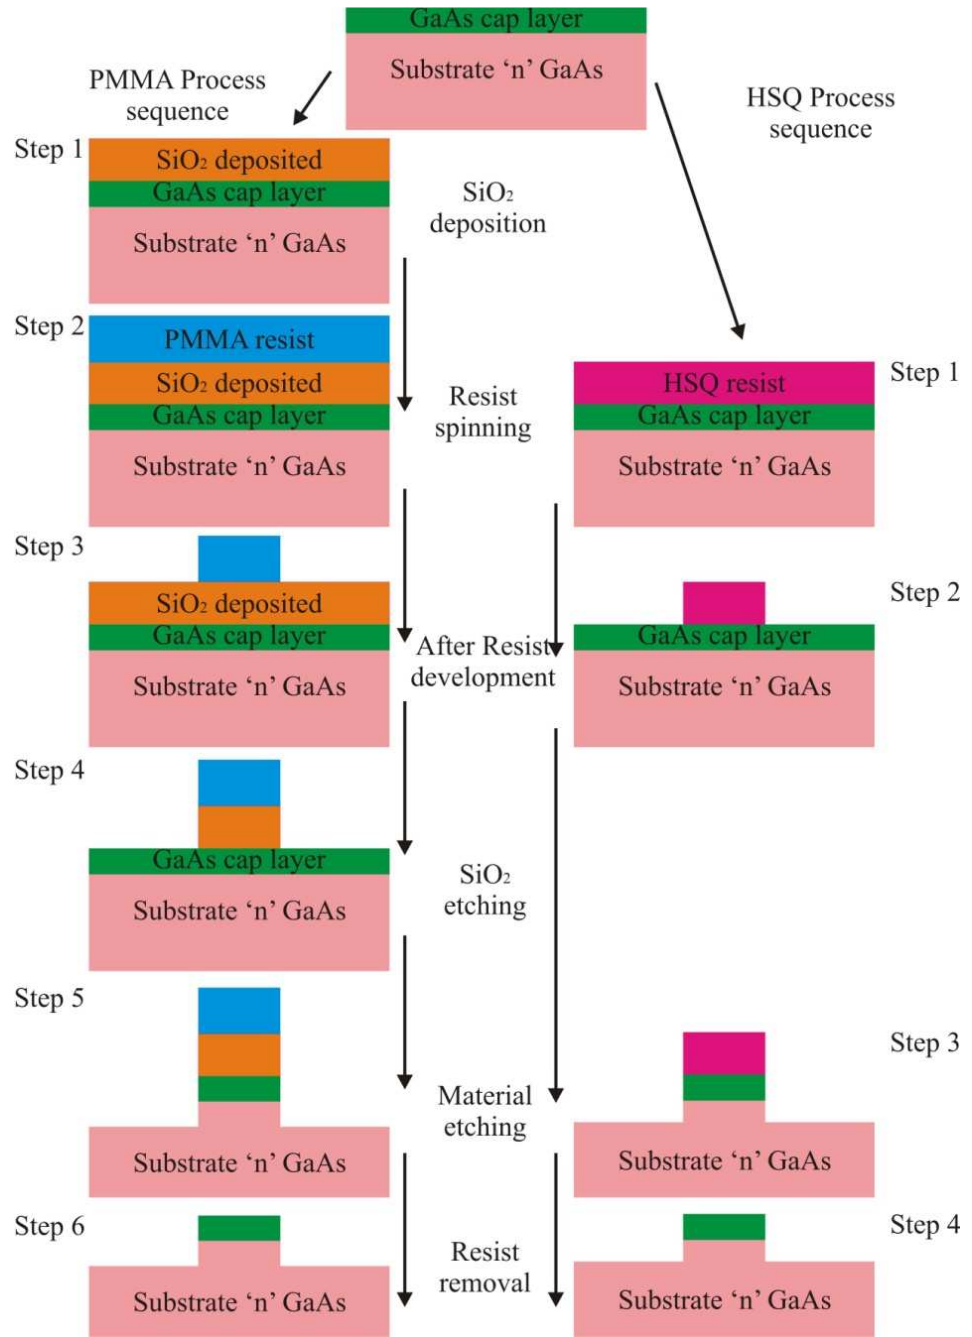 GaAs cap layer
Substrate ‘n’ GaAs
PMMA Process
sequence
HSQ Process
sequence
Step 1
SiO₂ deposited
GaAs cap layer
Substrate ‘n’ GaAs
SiO₂
deposition
Step 2
PMMA resist
SiO₂ deposited
GaAs cap layer
Substrate ‘n’ GaAs
Resist
spinning
Step 1
HSQ resist
GaAs cap layer
Substrate ‘n’ GaAs
Step 3
SiO₂ deposited
GaAs cap layer
Substrate ‘n’ GaAs
After Resist
development
Step 2
GaAs cap layer
Substrate ‘n’ GaAs
Step 4
GaAs cap layer
Substrate ‘n’ GaAs
SiO₂
etching
Step 5
Substrate ‘n’ GaAs
Material
etching
Step 3
Substrate ‘n’ GaAs
Step 6
Substrate ‘n’ GaAs
Resist
removal
Step 4
Substrate ‘n’ GaAs